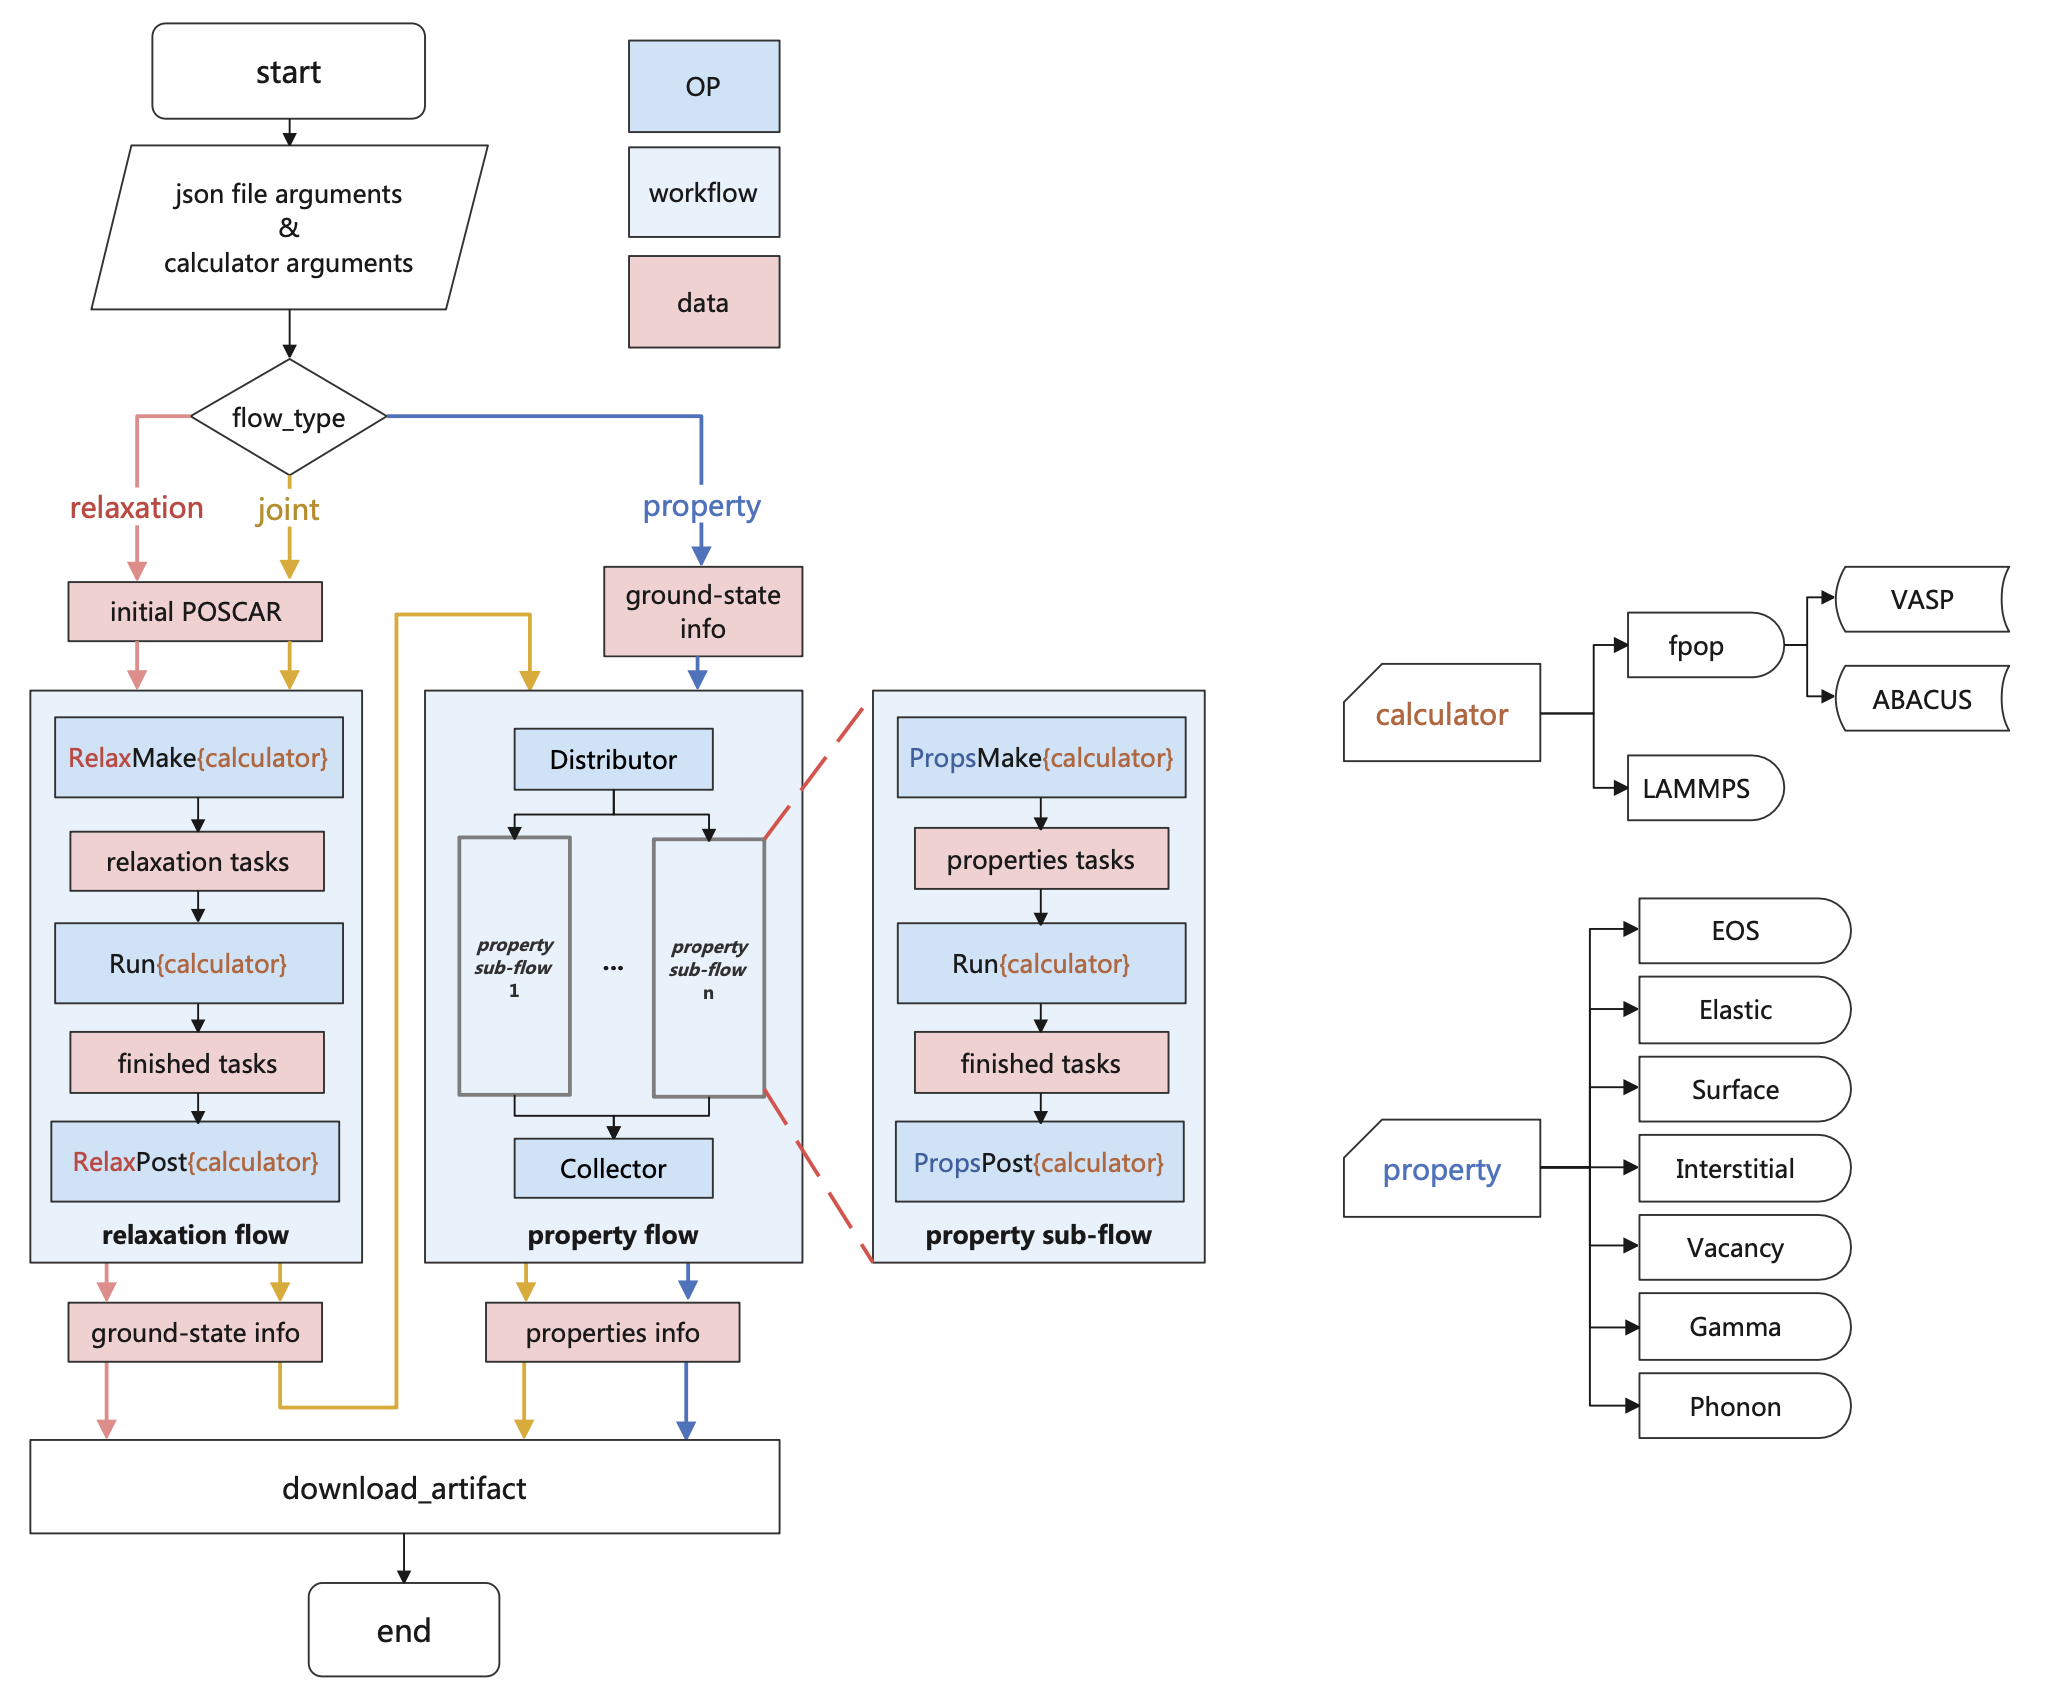 start
json file arguments
&
calculator arguments
flow_type
relaxation
joint
property
OP
workflow
data
initial POSCAR
ground-state
info
RelaxMake{calculator}
relaxation tasks
Run{calculator}
finished tasks
RelaxPost{calculator}
relaxation flow
Distributor
property
sub-flow
1
...
property
sub-flow
n
Collector
property flow
PropsMake{calculator}
properties tasks
Run{calculator}
finished tasks
PropsPost{calculator}
property sub-flow
ground-state info
properties info
download_artifact
end
calculator
fpop
VASP
ABACUS
LAMMPS
property
EOS
Elastic
Surface
Interstitial
Vacancy
Gamma
Phonon